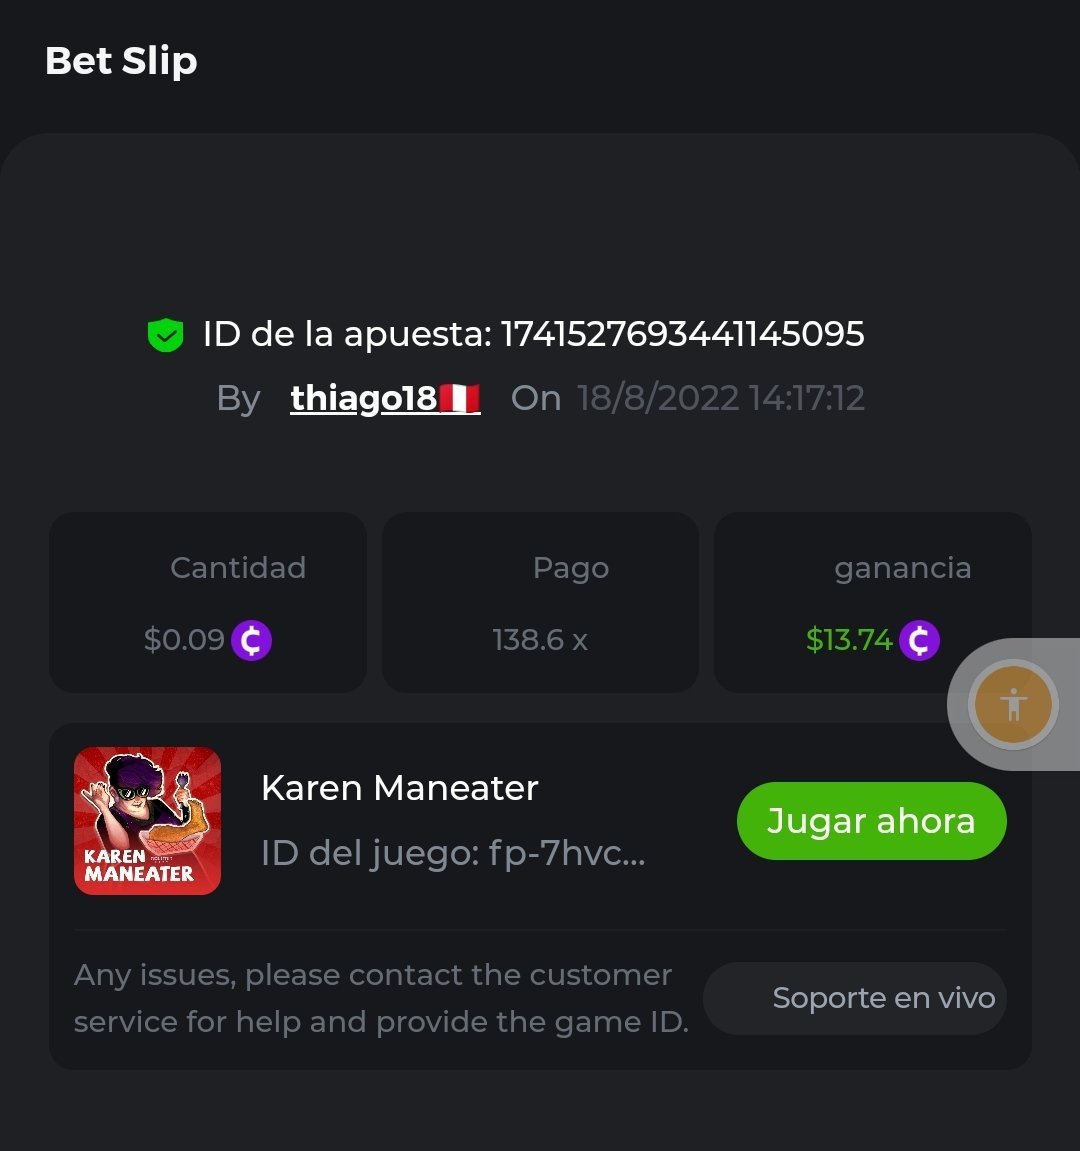 Bet Slip
ID de la apuesta: 1741527693441145095
By thiago18🇵🇪 On 18/8/2022 14:17:12
Cantidad
Pago
ganancia
$0.09
138.6 x
$13.74
KAREN
MANEATER
Karen Maneater
ID del juego: fp-7hvc...
Jugar ahora
Any issues, please contact the customer
service for help and provide the game ID.
Soporte en vivo